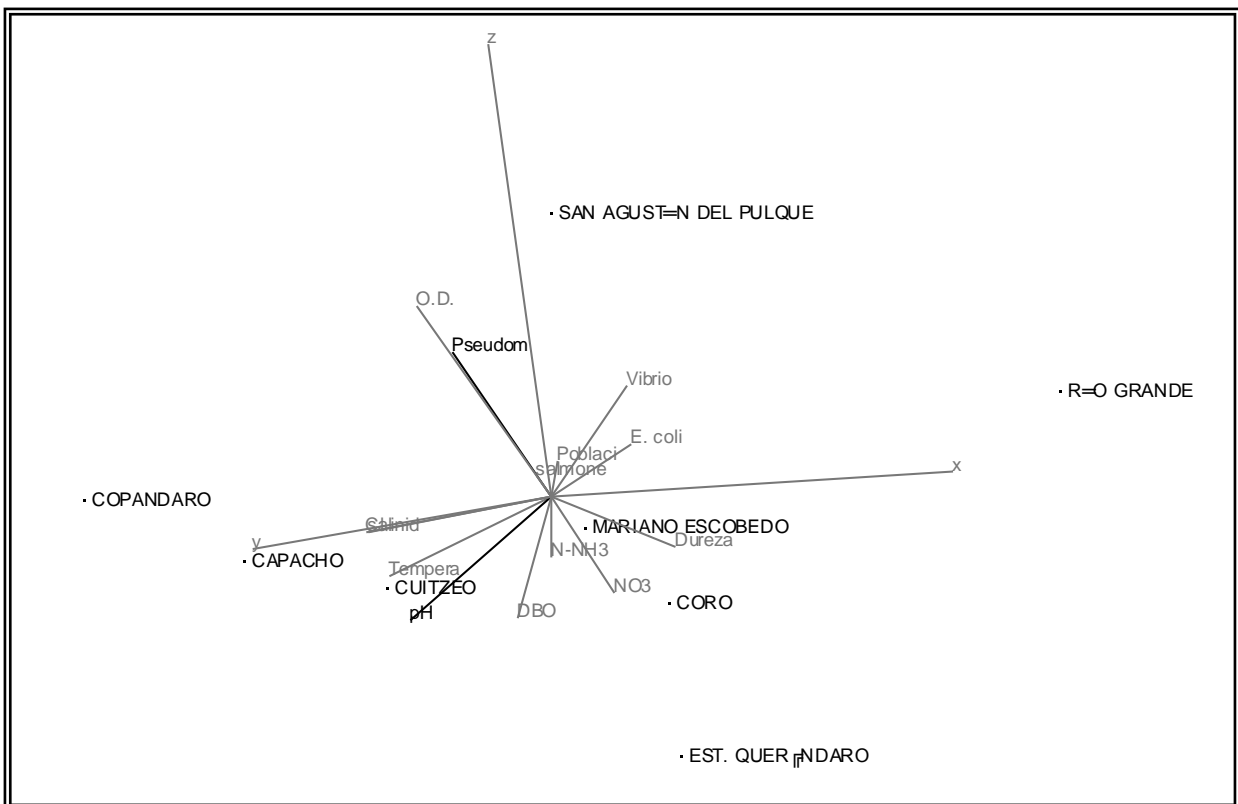 z
· SAN AGUST═N DEL PULQUE
O.D.
Pseudom
Vibrio
· R═O GRANDE
E. coli
Poblaci
salmone
x
· COPANDARO
Salinid
· MARIANO ESCOBEDO
Dureza
y
N-NH3
· CAPACHO
Tempera
· CUITZEO
NO3
· CORO
pH
DBO
· EST. QUER╔NDARO